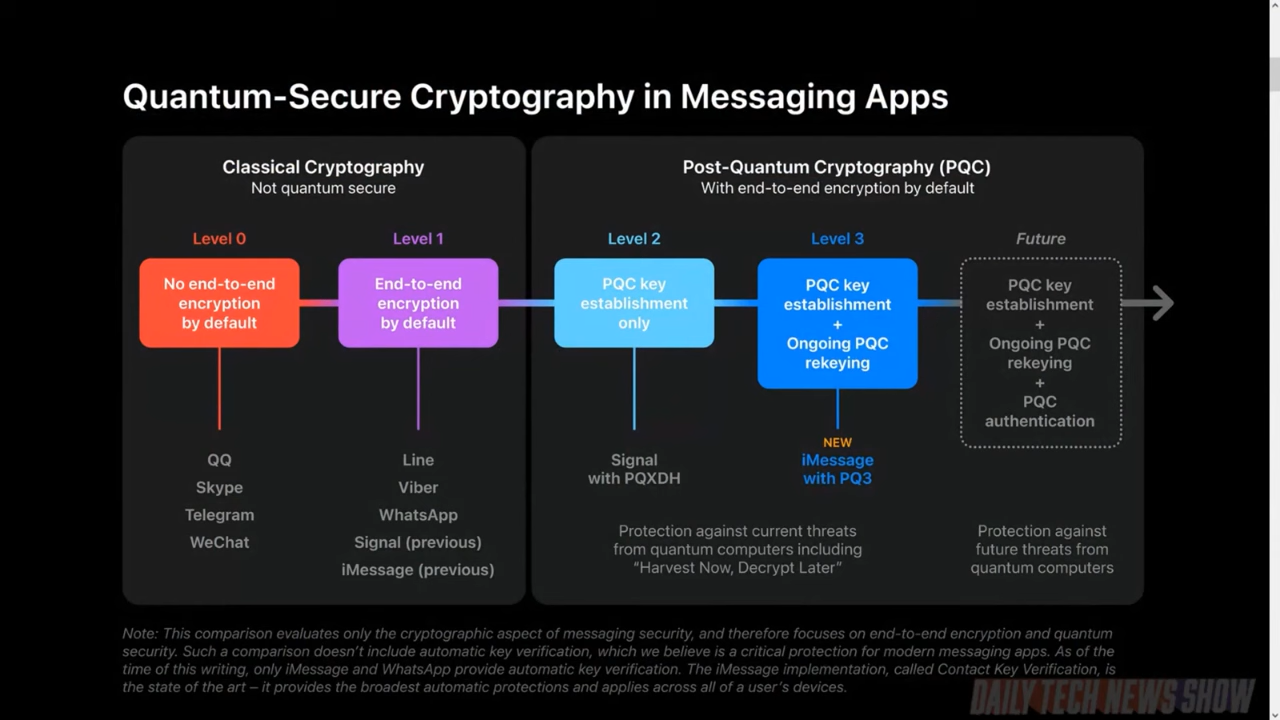 Quantum-Secure Cryptography in Messaging Apps
Classical Cryptography
Not quantum secure
Level 0
No end-to-end
encryption
by default
QQ
Skype
Telegram
WeChat
Level 1
End-to-end
encryption
by default
Line
Viber
WhatsApp
Signal (previous)
iMessage (previous)
Post-Quantum Cryptography (PQC)
With end-to-end encryption by default
Level 2
PQC key
establishment
only
Signal
with PQXDH
Level 3
PQC key
establishment
+
Ongoing PQC
rekeying
NEW
iMessage
with PQ3
Protection against current threats
from quantum computers including
“Harvest Now, Decrypt Later”
Future
PQC key
establishment
+
Ongoing PQC
rekeying
+
PQC
authentication
Protection against
future threats from
quantum computers
Note: This comparison evaluates only the cryptographic aspect of messaging security, and therefore focuses on end-to-end encryption and quantum
security. Such a comparison doesn’t include automatic key verification, which we believe is a critical protection for modern messaging apps. As of the
time of this writing, only iMessage and WhatsApp provide automatic key verification. The iMessage implementation, called Contact Key Verification, is
the state of the art – it provides the broadest automatic protections and applies across all of a user’s devices.
DAILY TECH NEWS SHOW